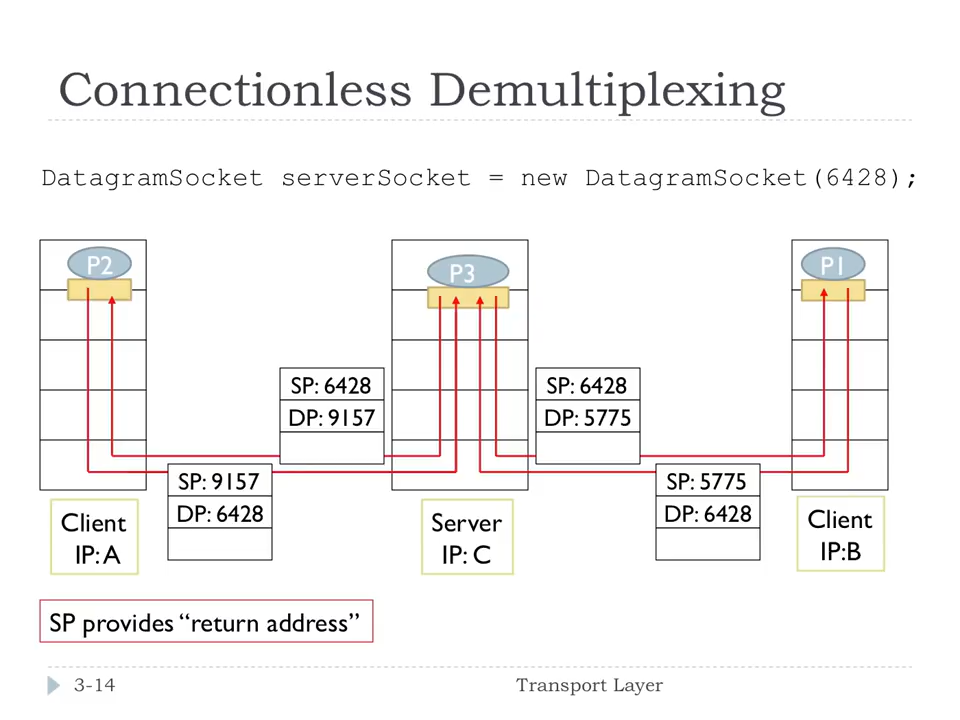 Connectionless Demultiplexing
DatagramSocket serverSocket = new DatagramSocket(6428);
P2
P3
P1
SP: 6428
DP: 9157
SP: 6428
DP: 5775
SP: 9157
DP: 6428
SP: 5775
DP: 6428
Client
IP: A
Server
IP: C
Client
IP:B
SP provides “return address”
3-14
Transport Layer